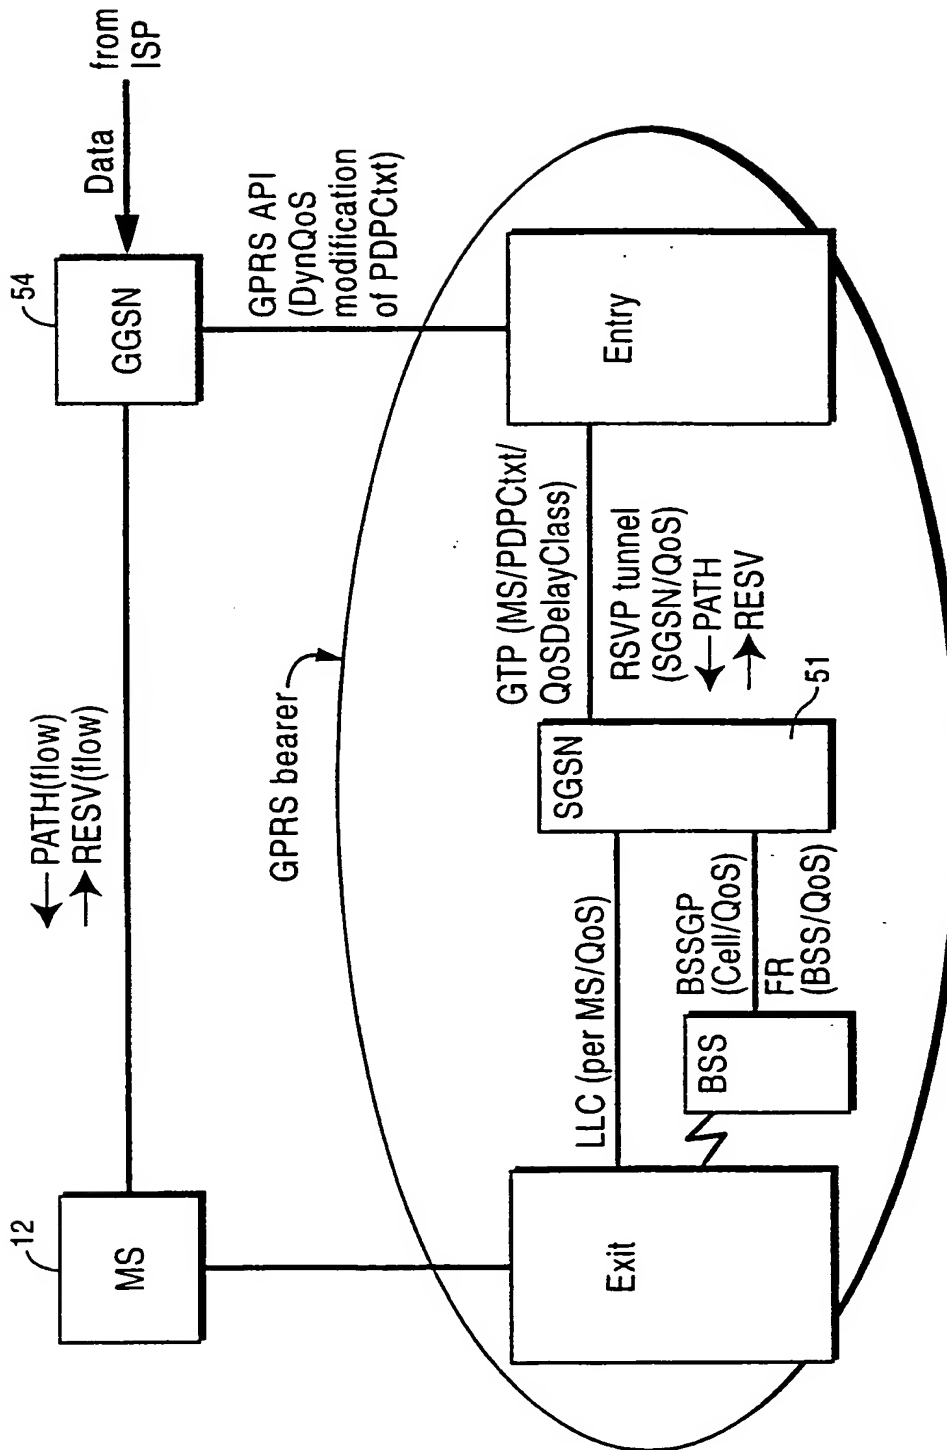 12
MS
←PATH(flow)
→RESV(flow)
54
GGSN
Data
from
ISP
GPRS API
(DynQoS
modification
of PDPCtxt)
GPRS bearer
Exit
LLC (per MS/QoS)
BSS
BSSGP
(Cell/QoS)
FR
(BSS/QoS)
SGSN
51
GTP (MS/PDPCtxt/
QoSDelayClass)
RSVP tunnel
(SGSN/QoS)
←PATH
→RESV
Entry